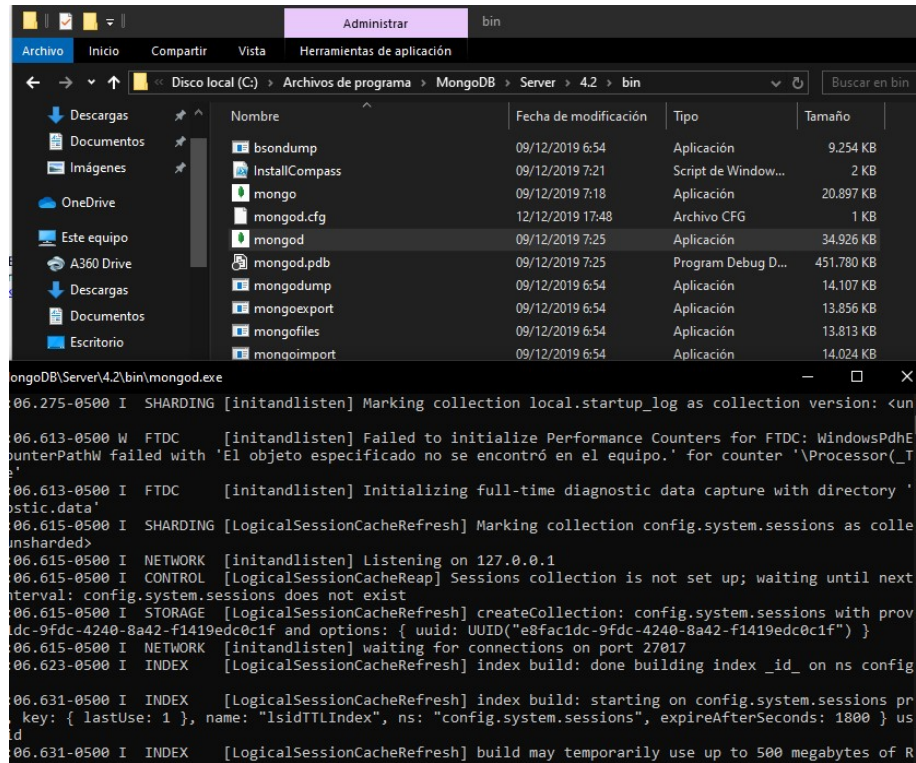 Administrar
bin
Archivo Inicio Compartir Vista Herramientas de aplicación
Disco local (C:) > Archivos de programa > MongoDB > Server > 4.2 > bin
Buscar en bin
Descargas
Documentos
Imágenes
OneDrive
Este equipo
A360 Drive
Descargas
Documentos
Escritorio
Nombre Fecha de modificación Tipo Tamaño
bsondump 09/12/2019 6:54 Aplicación 9.254 KB
InstallCompass 09/12/2019 7:21 Script de Window... 2 KB
mongo 09/12/2019 7:18 Aplicación 20.897 KB
mongod.cfg 12/12/2019 17:48 Archivo CFG 1 KB
mongod 09/12/2019 7:25 Aplicación 34.926 KB
mongod.pdb 09/12/2019 7:25 Program Debug D... 451.780 KB
mongodump 09/12/2019 6:54 Aplicación 14.107 KB
mongoexport 09/12/2019 6:54 Aplicación 13.856 KB
mongofiles 09/12/2019 6:54 Aplicación 13.813 KB
mongoimport 09/12/2019 6:54 Aplicación 14.024 KB
ongoDB\Server\4.2\bin\mongod.exe
:06.275-0500 I SHARDING [initandlisten] Marking collection local.startup_log as collection version: <un
:06.613-0500 W FTDC [initandlisten] Failed to initialize Performance Counters for FTDC: WindowsPdhE
ounterPathW failed with 'El objeto especificado no se encontró en el equipo.' for counter '\Processor(_T
e'
:06.613-0500 I FTDC [initandlisten] Initializing full-time diagnostic data capture with directory '
ostic.data'
:06.615-0500 I SHARDING [LogicalSessionCacheRefresh] Marking collection config.system.sessions as colle
unsharded>
:06.615-0500 I NETWORK [initandlisten] Listening on 127.0.0.1
:06.615-0500 I CONTROL [LogicalSessionCacheReap] Sessions collection is not set up; waiting until next
nterval: config.system.sessions does not exist
:06.615-0500 I STORAGE [LogicalSessionCacheRefresh] createCollection: config.system.sessions with prov
1dc-9fdc-4240-8a42-f1419edc0c1f and options: { uuid: UUID("e8fac1dc-9fdc-4240-8a42-f1419edc0c1f") }
:06.615-0500 I NETWORK [initandlisten] waiting for connections on port 27017
:06.623-0500 I INDEX [LogicalSessionCacheRefresh] index build: done building index _id_ on ns config
:06.631-0500 I INDEX [LogicalSessionCacheRefresh] index build: starting on config.system.sessions pr
, key: { lastUse: 1 }, name: "lsidTTLIndex", ns: "config.system.sessions", expireAfterSeconds: 1800 } us
d
:06.631-0500 I INDEX [LogicalSessionCacheRefresh] build may temporarily use up to 500 megabytes of R